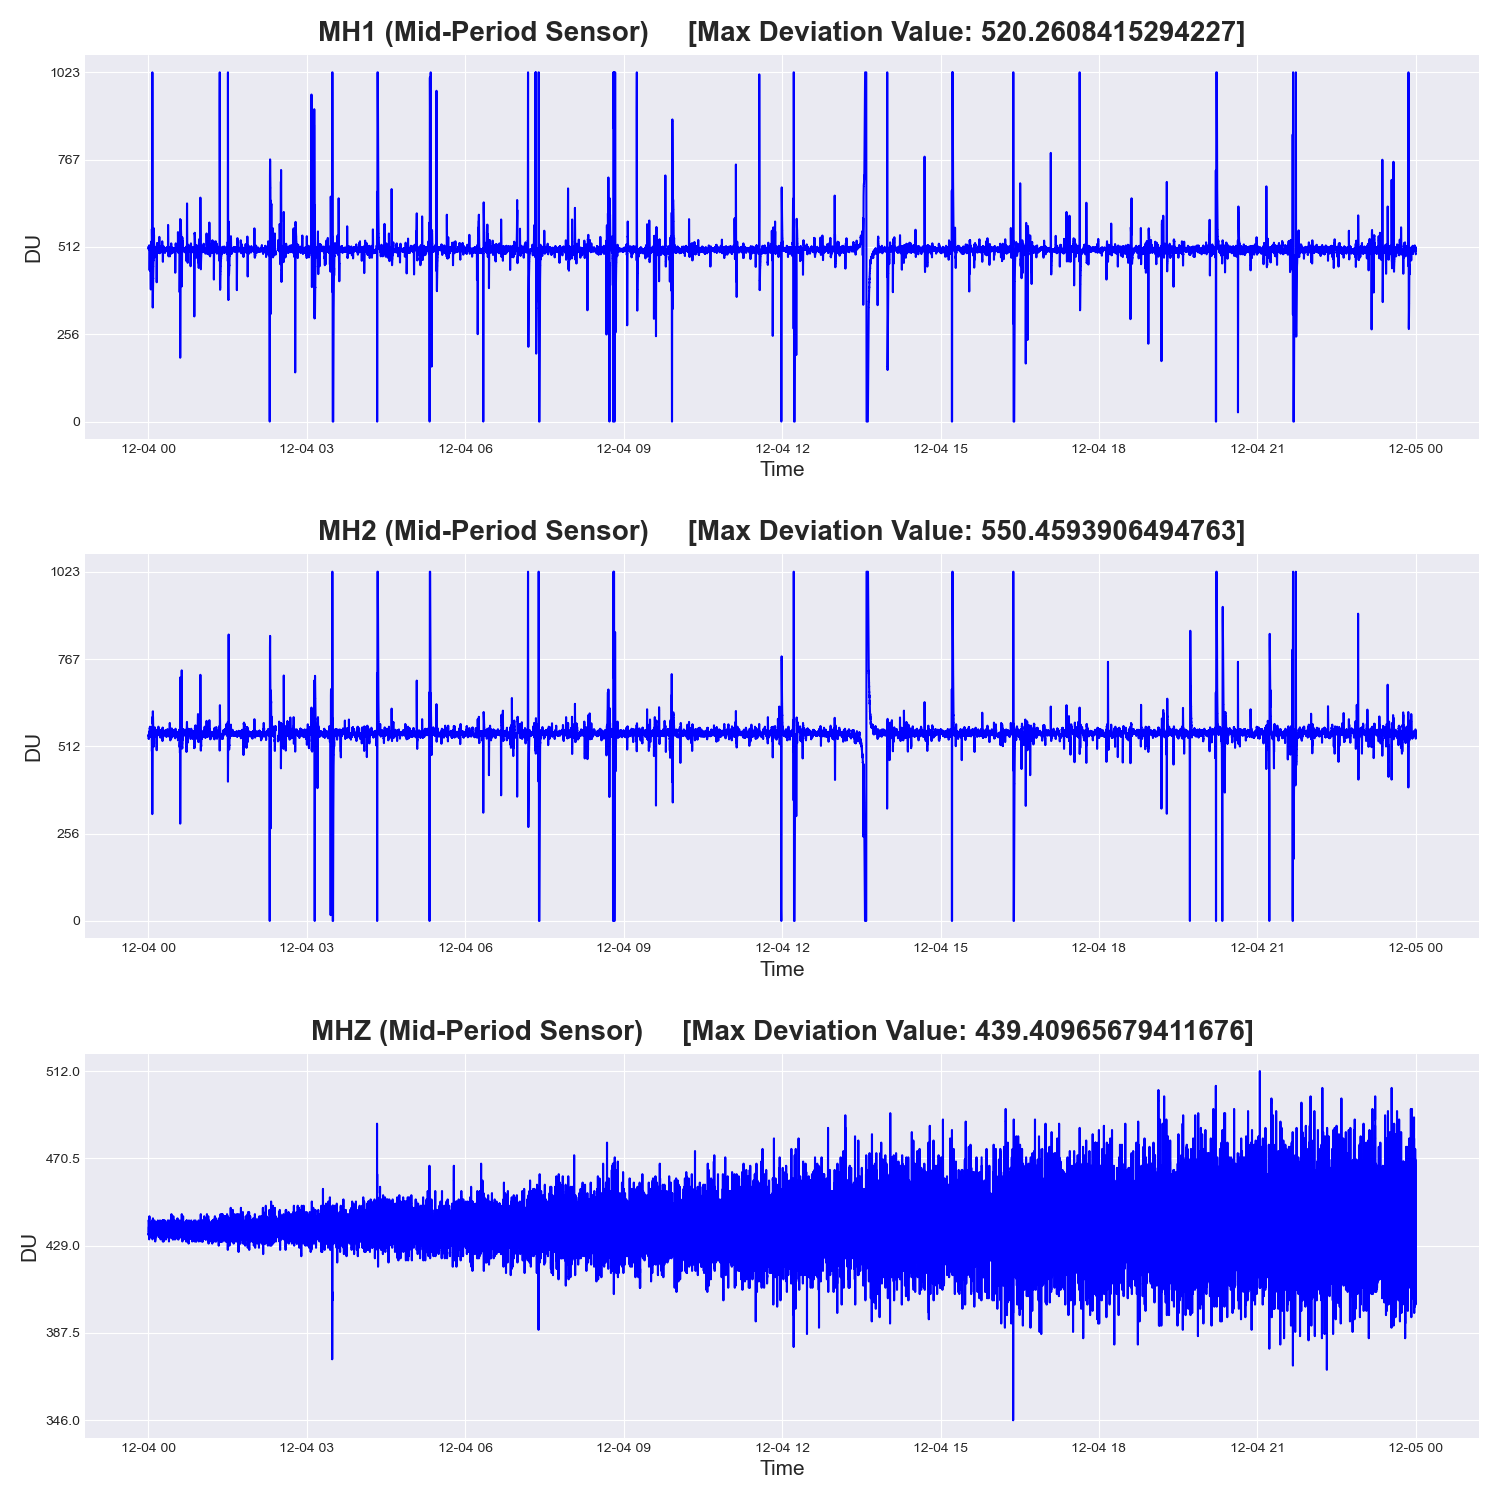 MH1 (Mid-Period Sensor) [Max Deviation Value: 520.2608415294227]
1023
767
512
256
0
DU
12-04 00 12-04 03 12-04 06 12-04 09 12-04 12 12-04 15 12-04 18 12-04 21 12-05 00
Time
MH2 (Mid-Period Sensor) [Max Deviation Value: 550.4593906494763]
1023
767
512
256
0
DU
12-04 00 12-04 03 12-04 06 12-04 09 12-04 12 12-04 15 12-04 18 12-04 21 12-05 00
Time
MHZ (Mid-Period Sensor) [Max Deviation Value: 439.40965679411676]
512.0
470.5
429.0
387.5
346.0
DU
12-04 00 12-04 03 12-04 06 12-04 09 12-04 12 12-04 15 12-04 18 12-04 21 12-05 00
Time